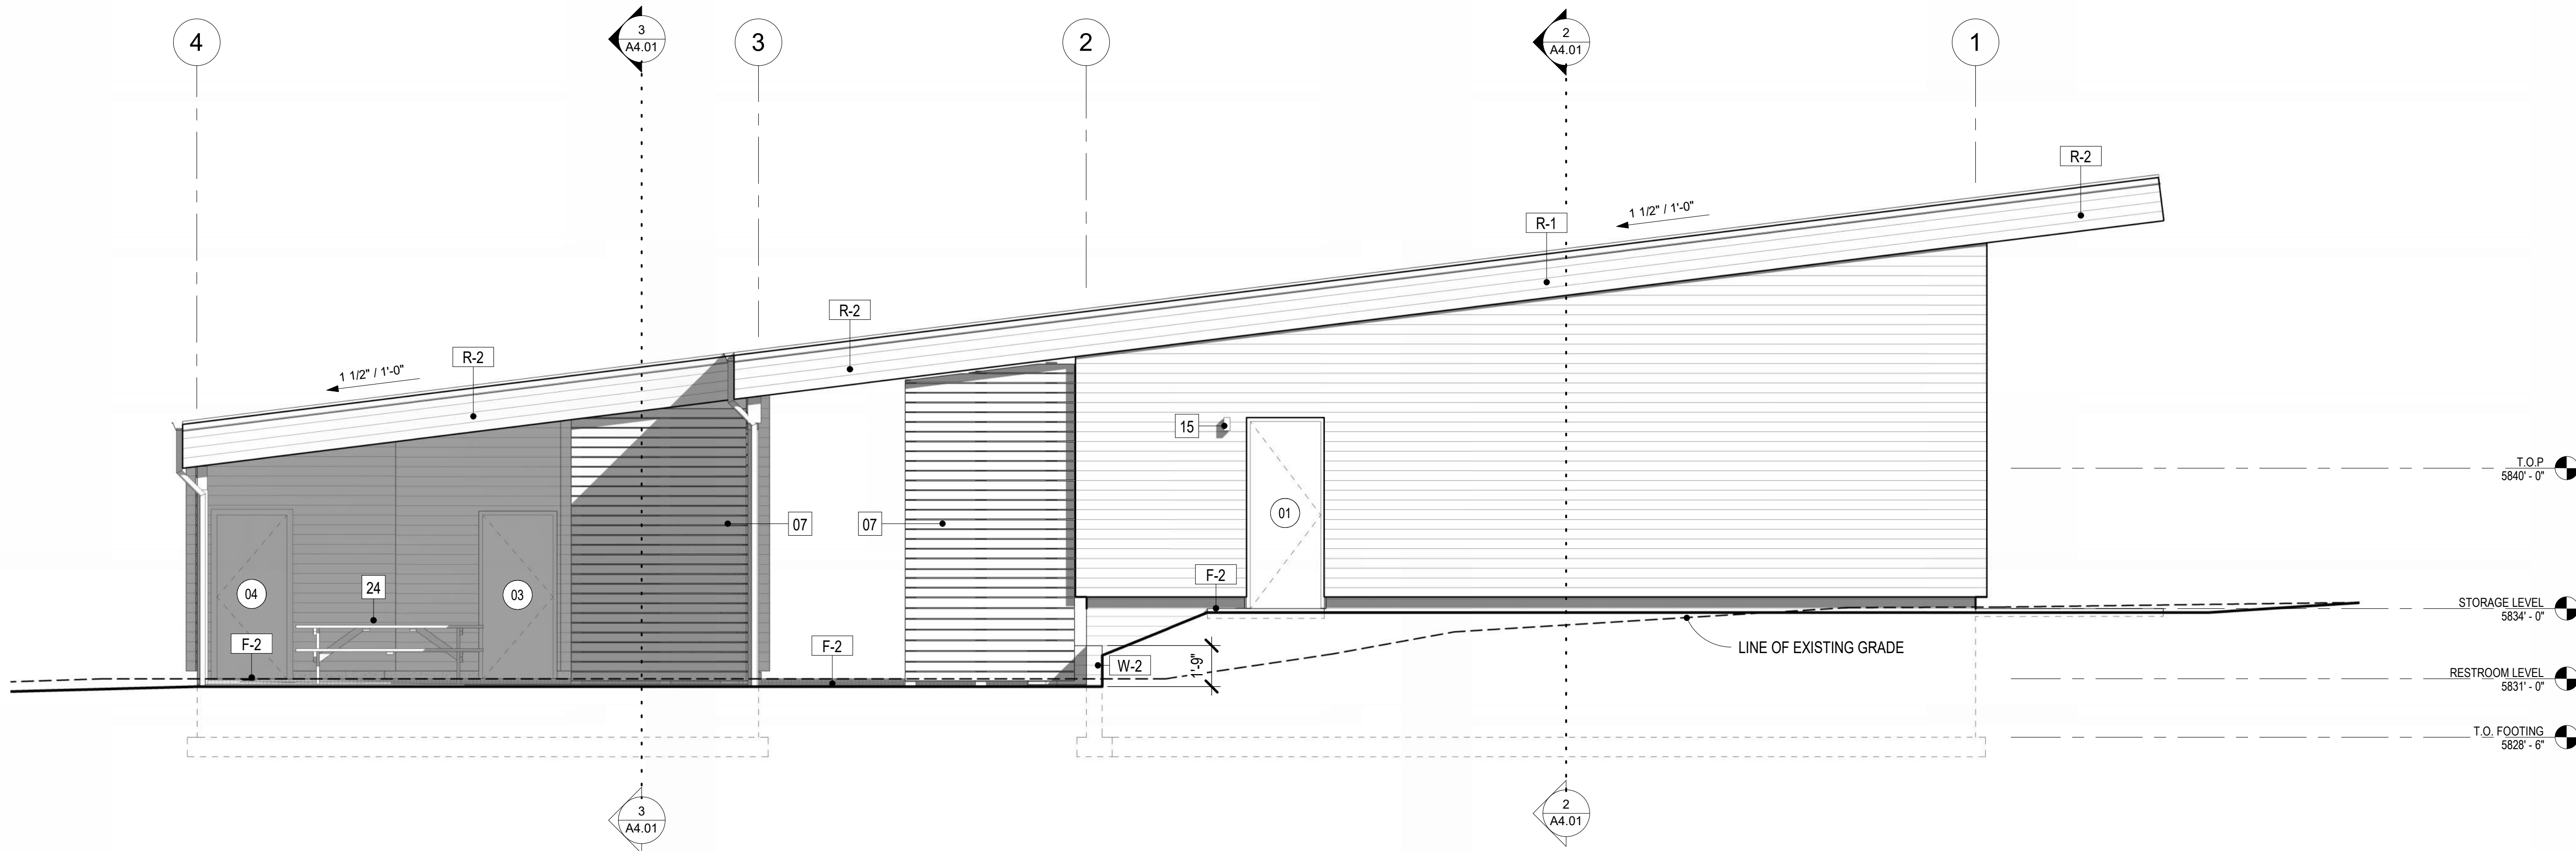 4
3
A4.01
3
2
2
A4.01
1
R-2
1 1/2" / 1'-0"
R-1
R-2
R-2
1 1/2" / 1'-0"
15
T.O.P
5840' - 0"
01
07
07
F-2
24
04
03
STORAGE LEVEL
5834' - 0"
F-2
F-2
W-2
1'-9"
LINE OF EXISTING GRADE
RESTROOM LEVEL
5831' - 0"
T.O. FOOTING
5828' - 6"
3
A4.01
2
A4.01